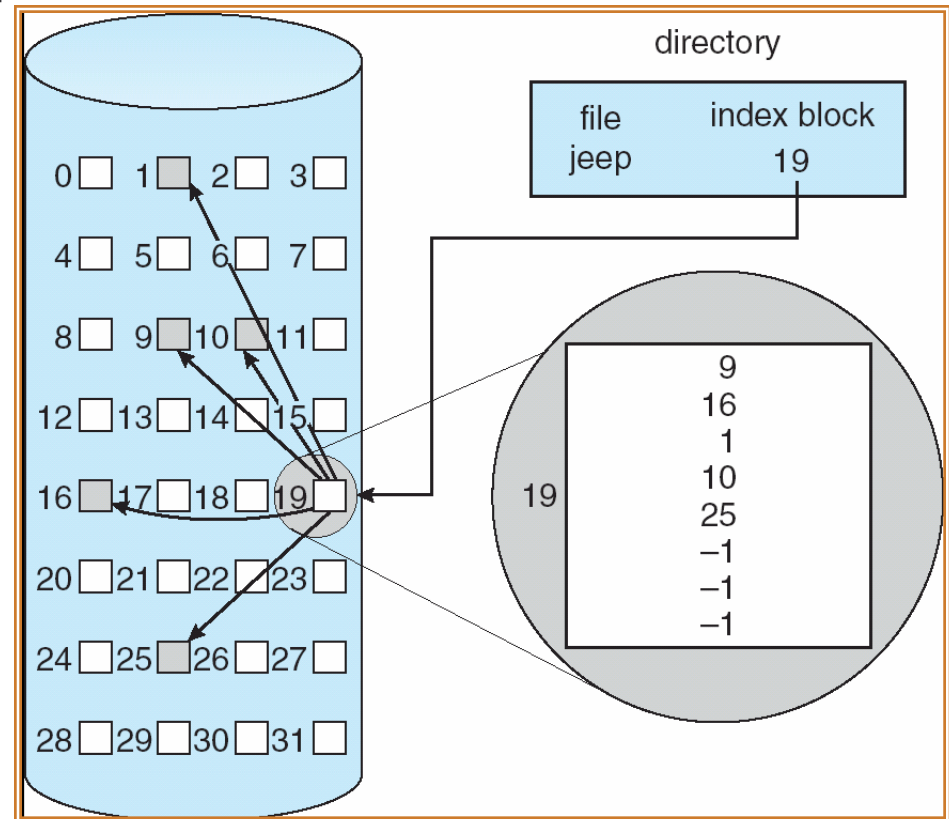 directory
file index block
jeep 19
0 1 2 3
4 5 6 7
8 9 10 11
12 13 14 15
16 17 18 19
20 21 22 23
24 25 26 27
28 29 30 31
19
9
16
1
10
25
–1
–1
–1